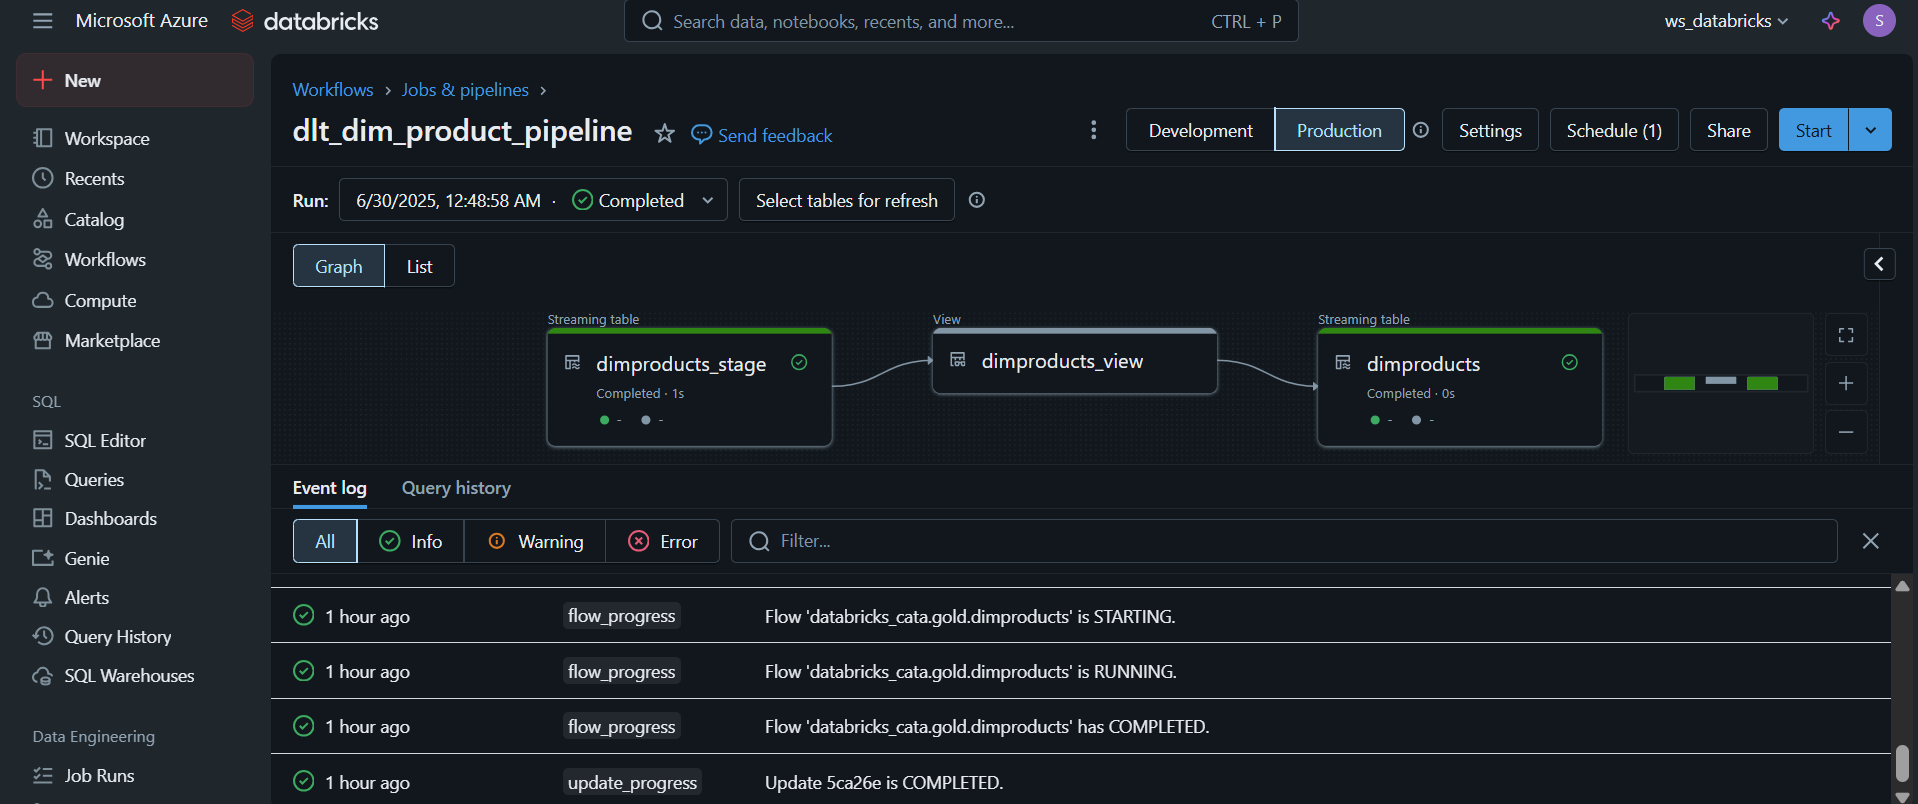 Microsoft Azure databricks
Search data, notebooks, recents, and more... CTRL + P
ws_databricks S
New
Workspace
Recents
Catalog
Workflows
Compute
Marketplace
SQL
SQL Editor
Queries
Dashboards
Genie
Alerts
Query History
SQL Warehouses
Data Engineering
Job Runs
Workflows › Jobs & pipelines ›
dlt_dim_product_pipeline Send feedback
Development Production Settings Schedule (1) Share Start
Run: 6/30/2025, 12:48:58 AM · Completed Select tables for refresh
Graph List
Streaming table
dimproducts_stage
Completed · 1s
- -
View
dimproducts_view
Streaming table
dimproducts
Completed · 0s
- -
Event log Query history
All Info Warning Error Filter...
1 hour ago flow_progress Flow 'databricks_cata.gold.dimproducts' is STARTING.
1 hour ago flow_progress Flow 'databricks_cata.gold.dimproducts' is RUNNING.
1 hour ago flow_progress Flow 'databricks_cata.gold.dimproducts' has COMPLETED.
1 hour ago update_progress Update 5ca26e is COMPLETED.